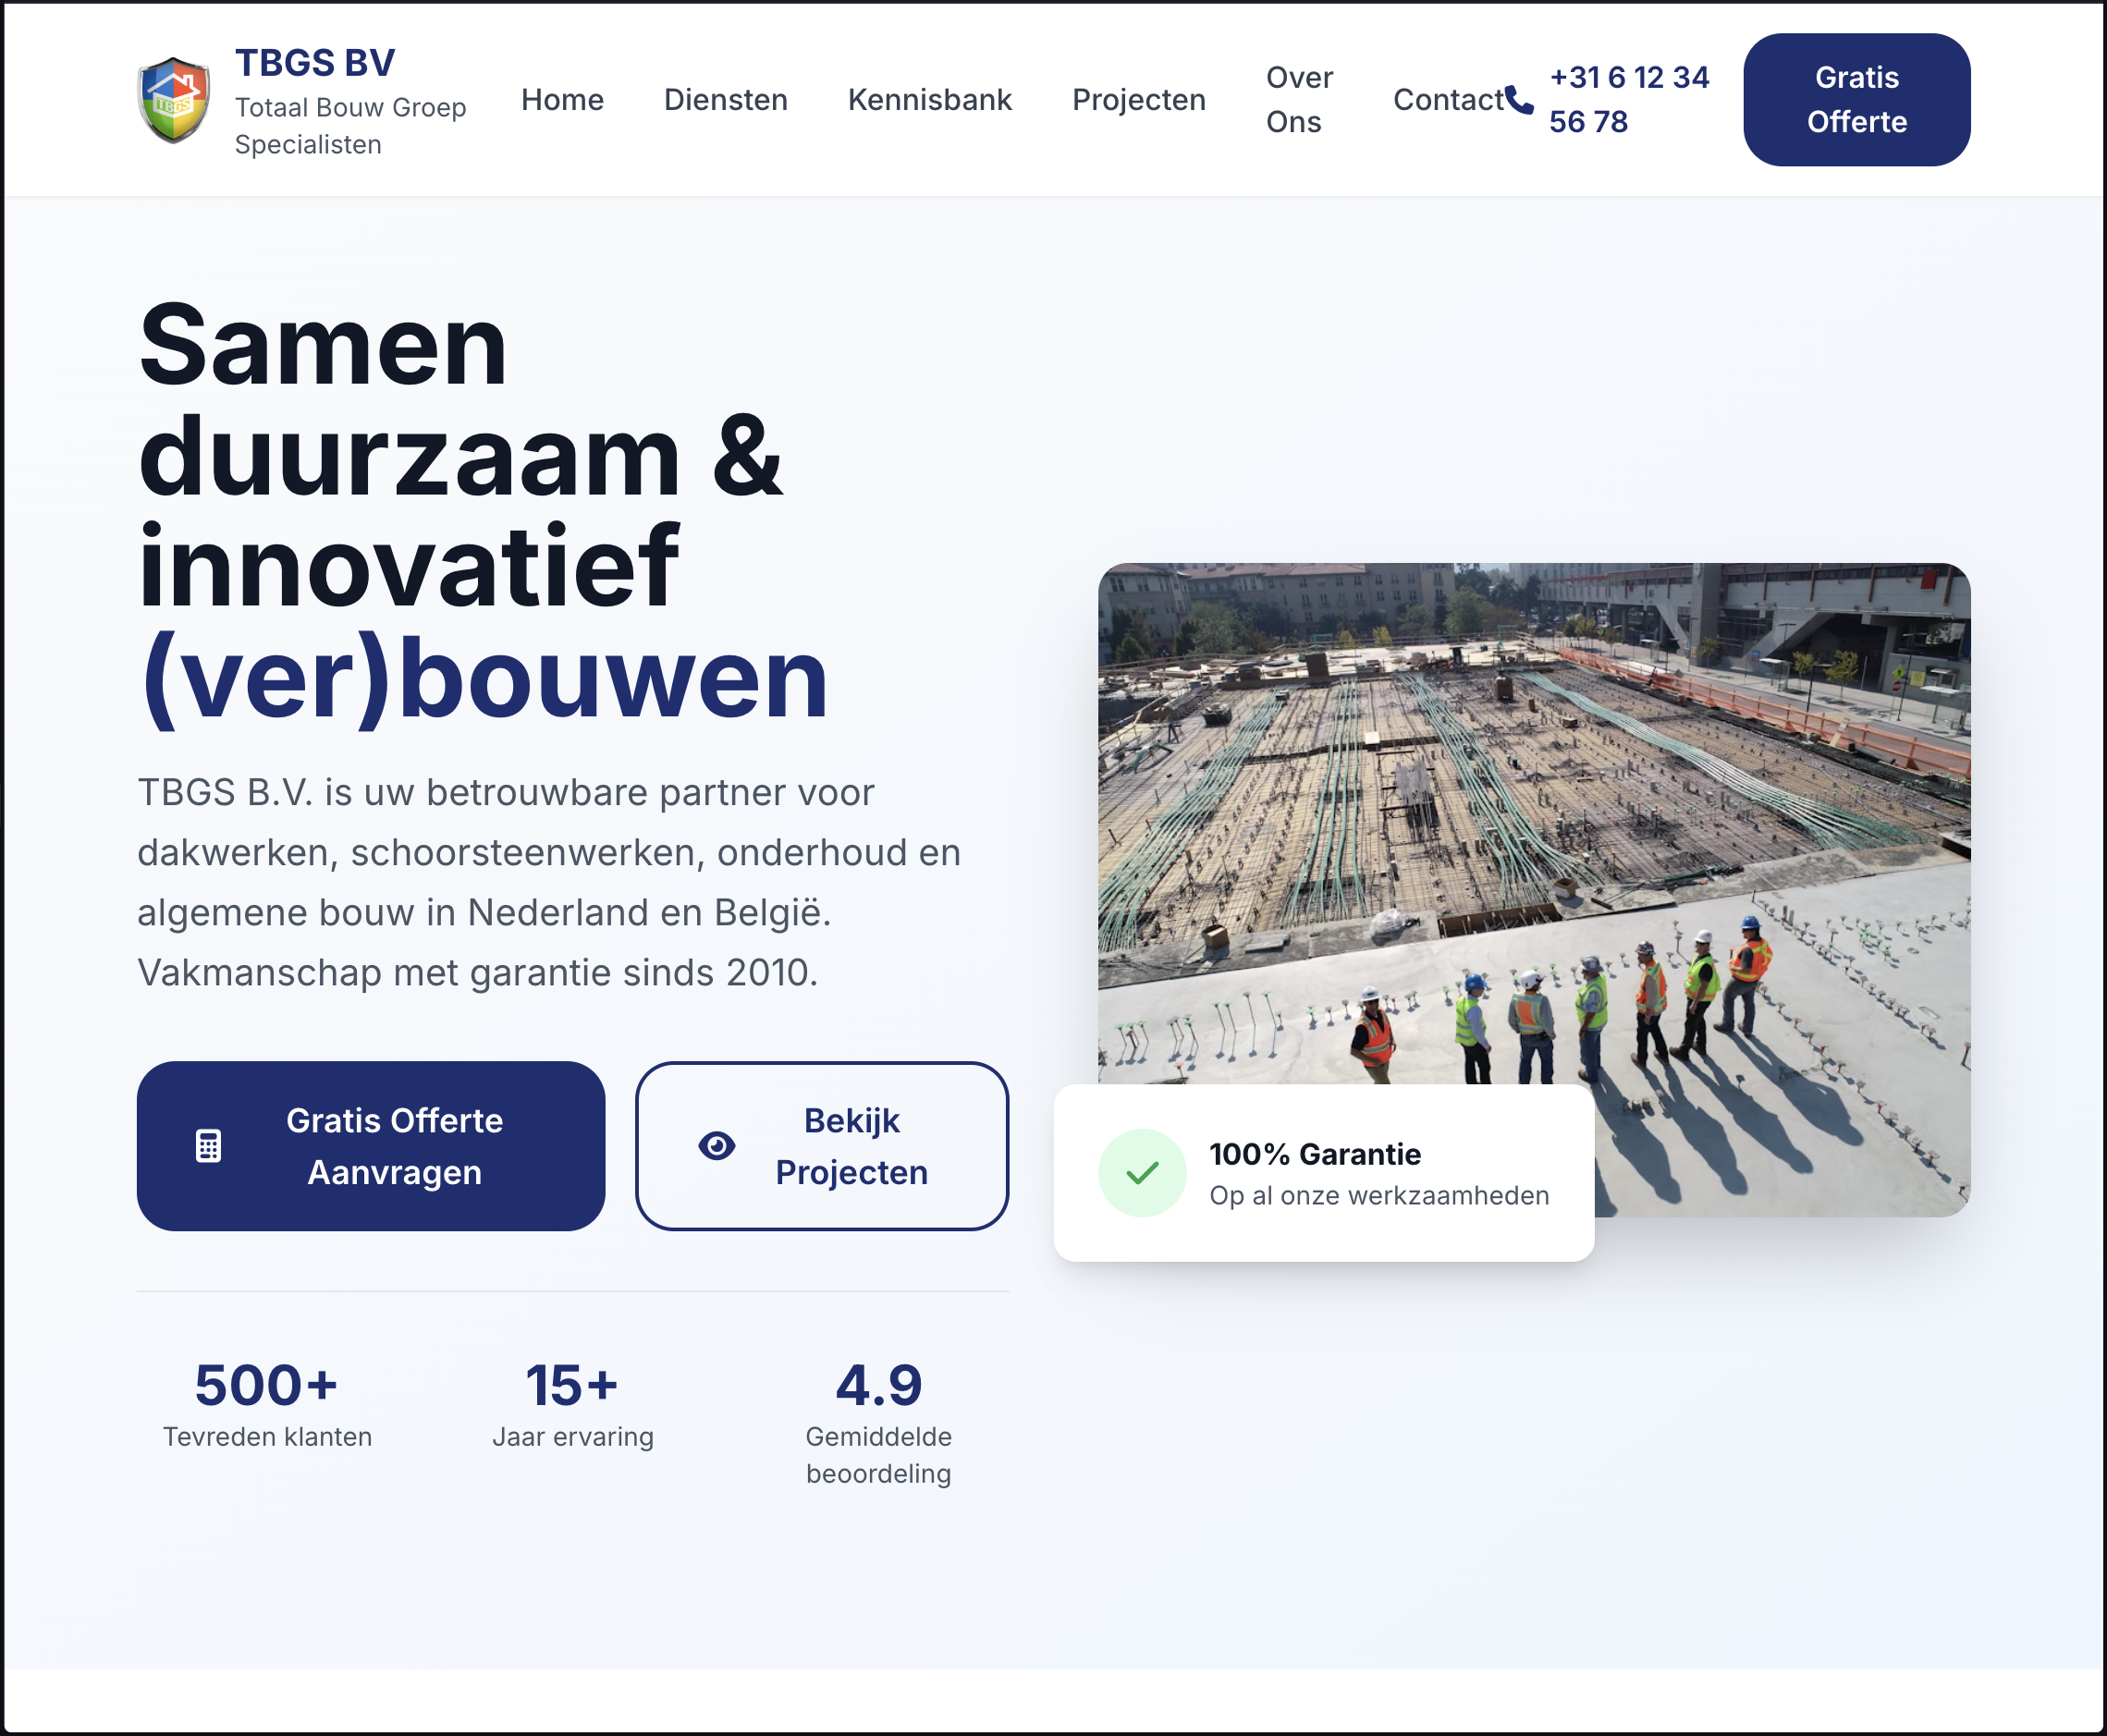 TBGS BV
Totaal Bouw Groep
Specialisten
TBGS
Home
Diensten
Kennisbank
Projecten
Over
Ons
Contact
+31 6 12 34
56 78
Gratis
Offerte
Samen
duurzaam &
innovatief
(ver)bouwen
TBGS B.V. is uw betrouwbare partner voor
dakwerken, schoorsteenwerken, onderhoud en
algemene bouw in Nederland en België.
Vakmanschap met garantie sinds 2010.
Gratis Offerte
Aanvragen
Bekijk
Projecten
100% Garantie
Op al onze werkzaamheden
500+
Tevreden klanten
15+
Jaar ervaring
4.9
Gemiddelde
beoordeling